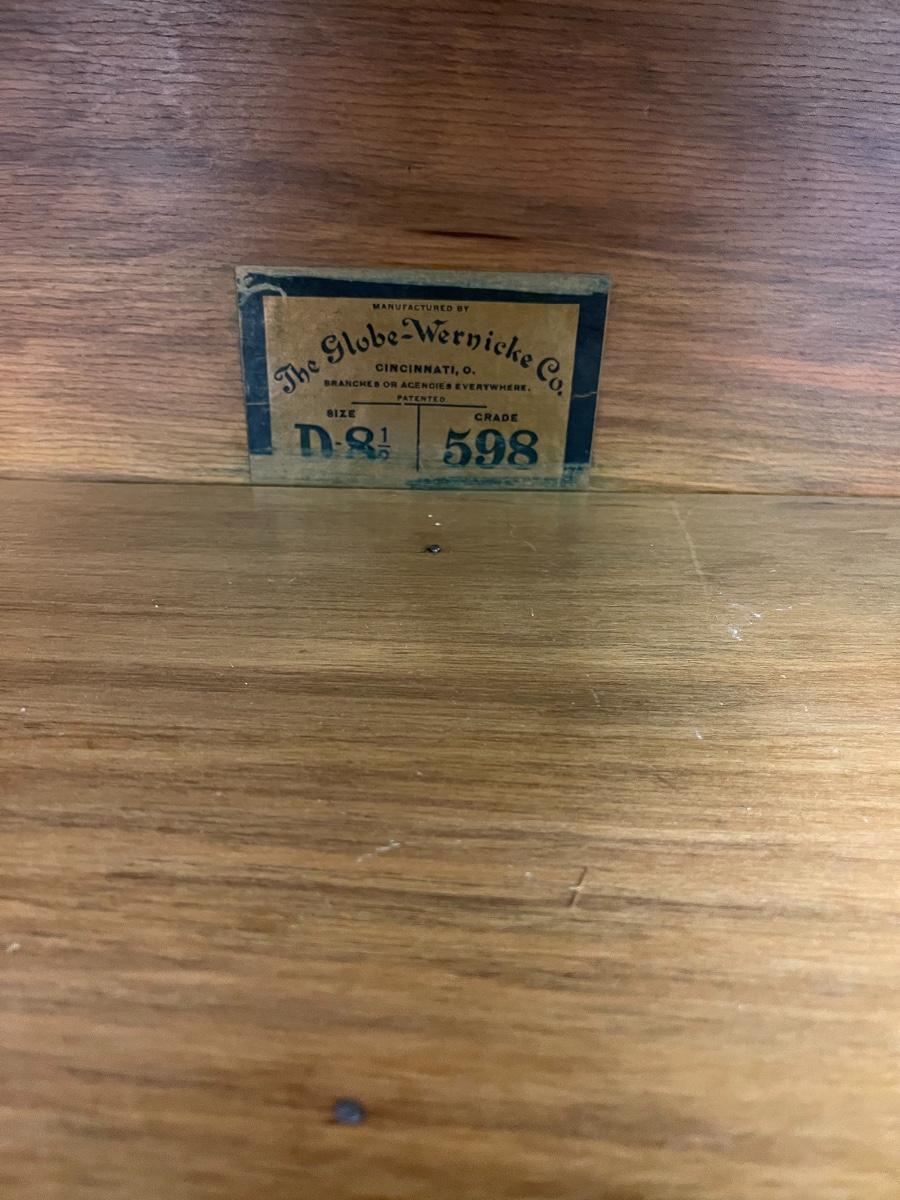 MANUFACTURED BY
The Globe-Wernicke Co.
CINCINNATI, O.
BRANCHES OR AGENCIES EVERYWHERE.
PATENTED
SIZE GRADE
D-8½ 598